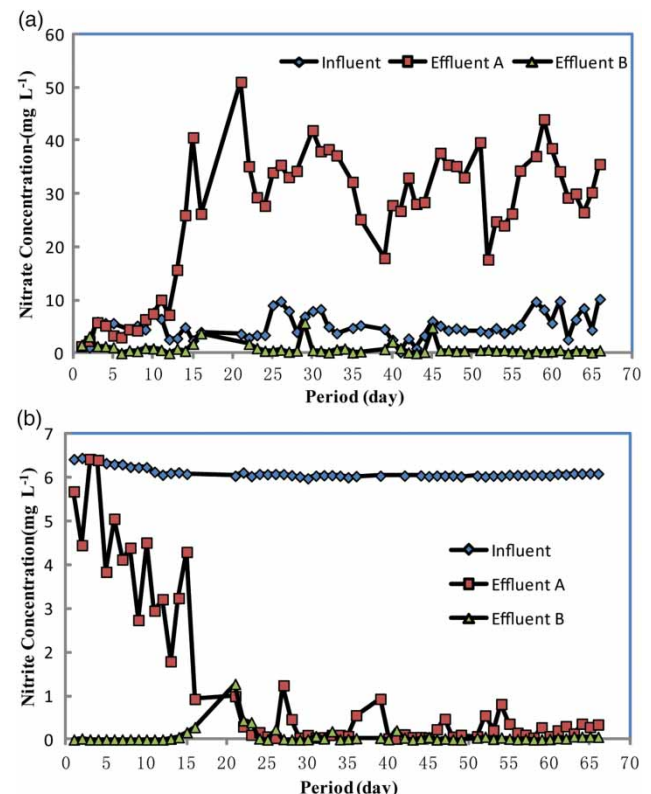 (a)
60
50
40
30
20
10
0
Nitrate Concentration-(mg L-1)
Influent Effluent A Effluent B
0 5 10 15 20 25 30 35 40 45 50 55 60 65 70
Period (day)
(b)
7
6
5
4
3
2
1
0
Nitrite Concentration(mg L-1)
Influent
Effluent A
Effluent B
0 5 10 15 20 25 30 35 40 45 50 55 60 65 70
Period(day)